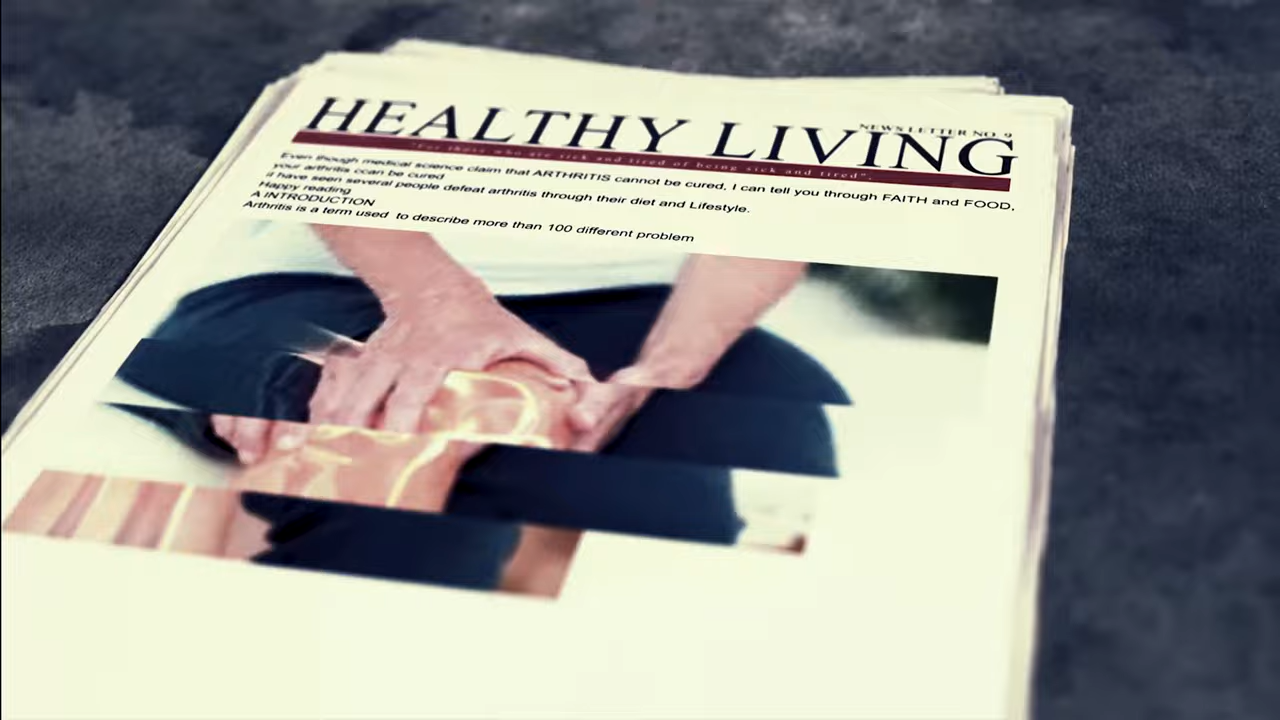 HEALTHY LIVING
NEWSLETTER NO. 9
"For those who are sick and tired of being sick and tired".
Even though medical science claim that ARTHRITIS cannot be cured, I can tell you through FAITH and FOOD,
your arthritis ccan be cured
iI have seen several people defeat arthritis through their diet and Lifestyle.
Happy reading
A INTRODUCTION
Arthritis is a term used to describe more than 100 different problem